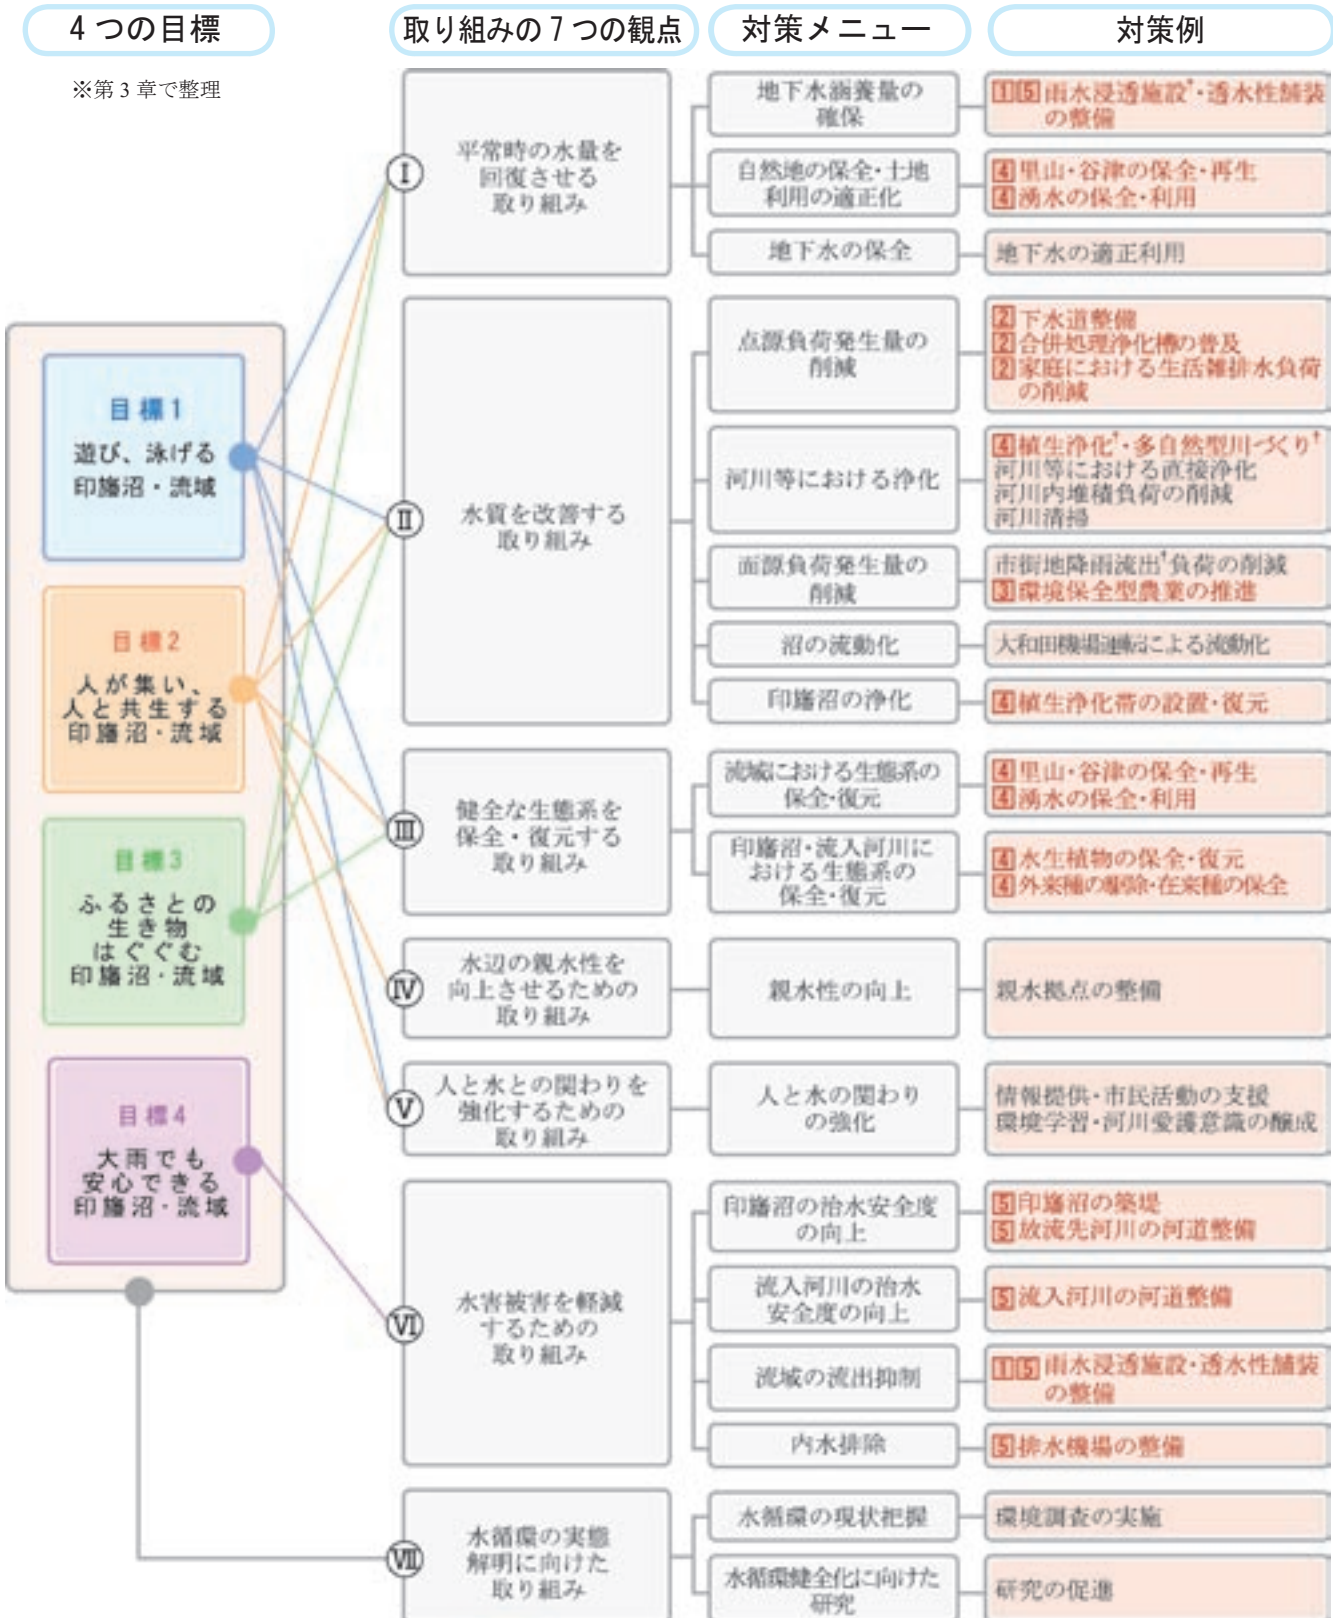 4つの目標
取り組みの7つの観点
対策メニュー
対策例
※第3章で整理
目標1
遊び、泳げる
印旛沼・流域
目標2
人が集い、
人と共生する
印旛沼・流域
目標3
ふるさとの
生き物
はぐくむ
印旛沼・流域
目標4
大雨でも
安心できる
印旛沼・流域
Ⅰ
平常時の水量を
回復させる
取り組み
地下水涵養量の
確保
1 5 雨水浸透施設†・透水性舗装
の整備
自然地の保全・土地
利用の適正化
4 里山・谷津の保全・再生
4 湧水の保全・利用
地下水の保全
地下水の適正利用
Ⅱ
水質を改善する
取り組み
点源負荷発生量の
削減
2 下水道整備
2 合併処理浄化槽の普及
2 家庭における生活雑排水負荷
の削減
河川等における浄化
4 植生浄化†・多自然型川づくり†
河川等における直接浄化
河川内堆積負荷の削減
河川清掃
面源負荷発生量の
削減
市街地降雨流出†負荷の削減
3 環境保全型農業の推進
沼の流動化
大和田機場運転による流動化
印旛沼の浄化
4 植生浄化帯の設置・復元
Ⅲ
健全な生態系を
保全・復元する
取り組み
流域における生態系の
保全・復元
4 里山・谷津の保全・再生
4 湧水の保全・利用
印旛沼・流入河川に
おける生態系の
保全・復元
4 水生植物の保全・復元
4 外来種の駆除・在来種の保全
Ⅳ
水辺の親水性を
向上させるための
取り組み
親水性の向上
親水拠点の整備
Ⅴ
人と水との関わりを
強化するための
取り組み
人と水の関わり
の強化
情報提供・市民活動の支援
環境学習・河川愛護意識の醸成
Ⅵ
水害被害を軽減
するための
取り組み
印旛沼の治水安全度
の向上
5 印旛沼の築堤
5 放流先河川の河道整備
流入河川の治水
安全度の向上
5 流入河川の河道整備
流域の流出抑制
1 5 雨水浸透施設・透水性舗装
の整備
内水排除
5 排水機場の整備
Ⅶ
水循環の実態
解明に向けた
取り組み
水循環の現状把握
環境調査の実施
水循環健全化に向けた
研究
研究の促進